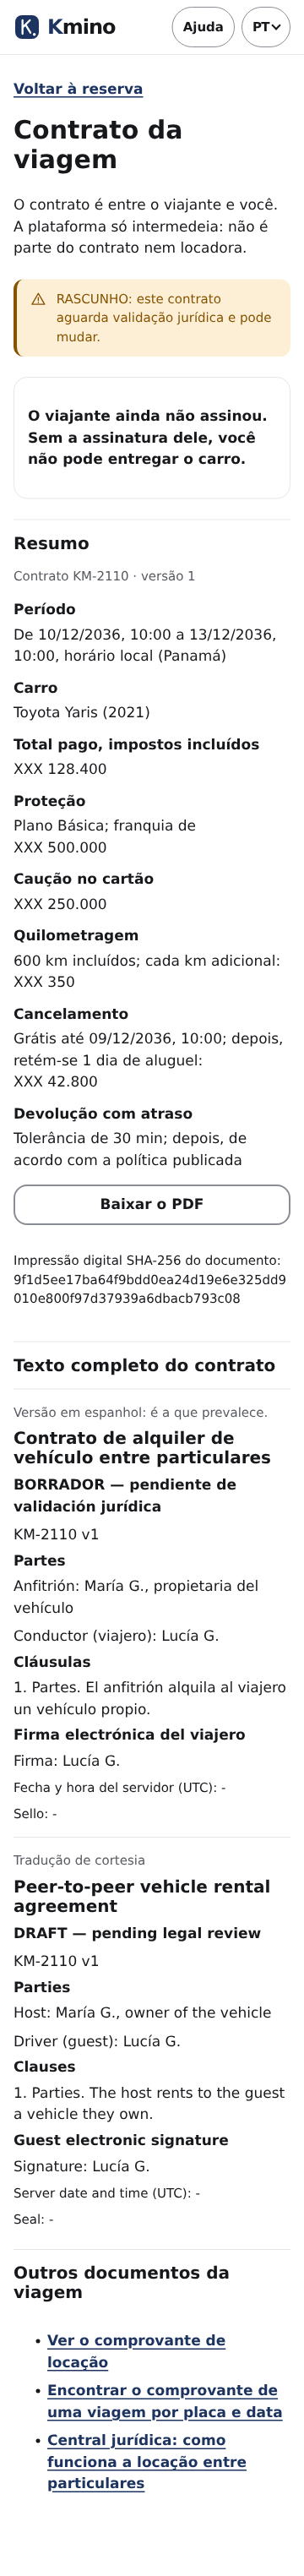 K Kmino
Ajuda
PT
Voltar à reserva
Contrato da
viagem
O contrato é entre o viajante e você.
A plataforma só intermedeia: não é
parte do contrato nem locadora.
RASCUNHO: este contrato
aguarda validação jurídica e pode
mudar.
O viajante ainda não assinou.
Sem a assinatura dele, você
não pode entregar o carro.
Resumo
Contrato KM-2110 · versão 1
Período
De 10/12/2036, 10:00 a 13/12/2036,
10:00, horário local (Panamá)
Carro
Toyota Yaris (2021)
Total pago, impostos incluídos
XXX 128.400
Proteção
Plano Básica; franquia de
XXX 500.000
Caução no cartão
XXX 250.000
Quilometragem
600 km incluídos; cada km adicional:
XXX 350
Cancelamento
Grátis até 09/12/2036, 10:00; depois,
retém-se 1 dia de aluguel:
XXX 42.800
Devolução com atraso
Tolerância de 30 min; depois, de
acordo com a política publicada
Baixar o PDF
Impressão digital SHA-256 do documento:
9f1d5ee17ba64f9bdd0ea24d19e6e325dd9
010e800f97d37939a6dbacb793c08
Texto completo do contrato
Versão em espanhol: é a que prevalece.
Contrato de alquiler de
vehículo entre particulares
BORRADOR — pendiente de
validación jurídica
KM-2110 v1
Partes
Anfitrión: María G., propietaria del
vehículo
Conductor (viajero): Lucía G.
Cláusulas
1. Partes. El anfitrión alquila al viajero
un vehículo propio.
Firma electrónica del viajero
Firma: Lucía G.
Fecha y hora del servidor (UTC): -
Sello: -
Tradução de cortesia
Peer-to-peer vehicle rental
agreement
DRAFT — pending legal review
KM-2110 v1
Parties
Host: María G., owner of the vehicle
Driver (guest): Lucía G.
Clauses
1. Parties. The host rents to the guest
a vehicle they own.
Guest electronic signature
Signature: Lucía G.
Server date and time (UTC): -
Seal: -
Outros documentos da
viagem
• Ver o comprovante de
locação
• Encontrar o comprovante de
uma viagem por placa e data
• Central jurídica: como
funciona a locação entre
particulares